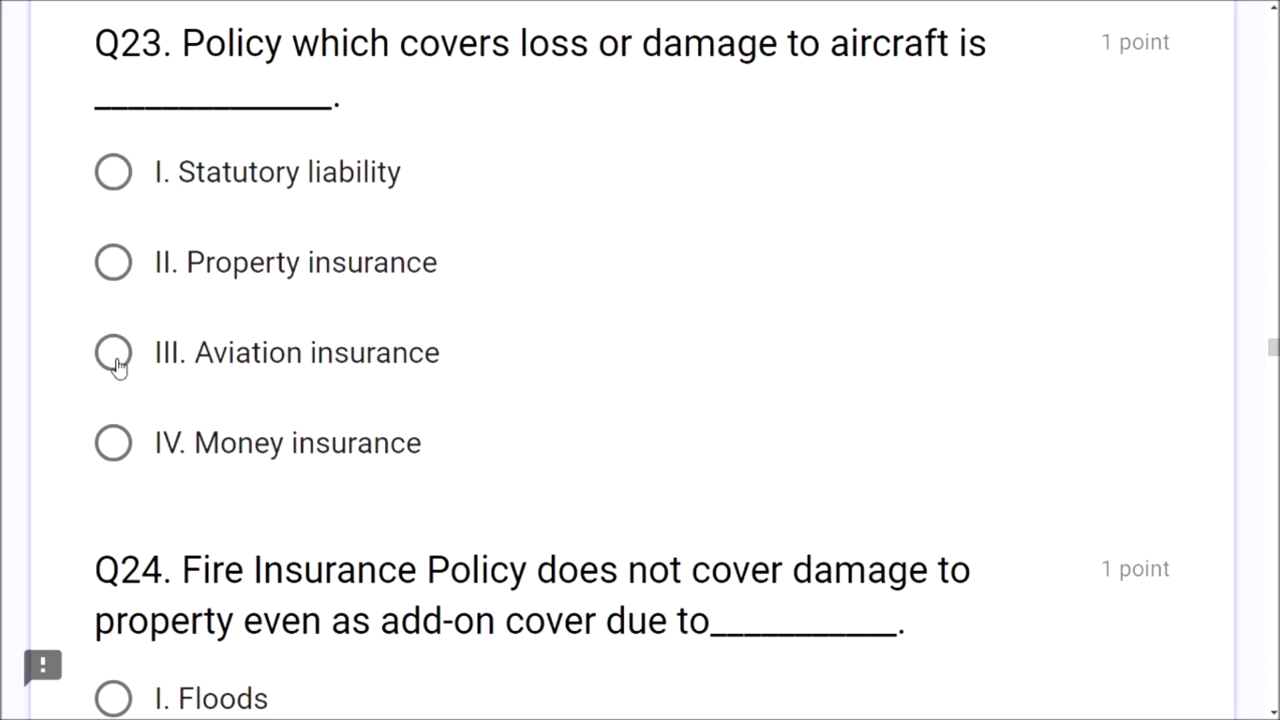 Q23. Policy which covers loss or damage to aircraft is
______________.
1 point
I. Statutory liability
II. Property insurance
III. Aviation insurance
IV. Money insurance
Q24. Fire Insurance Policy does not cover damage to
property even as add-on cover due to___________.
1 point
I. Floods